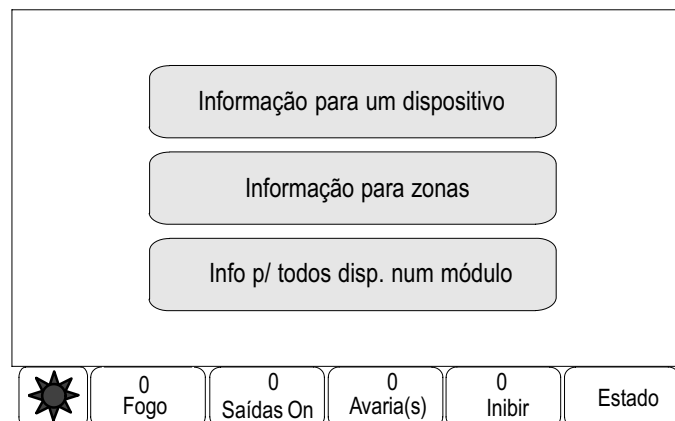 Informação para um dispositivo
Informação para zonas
Info p/ todos disp. num módulo
0
Fogo
0
Saídas On
0
Avaria(s)
0
Inibir
Estado